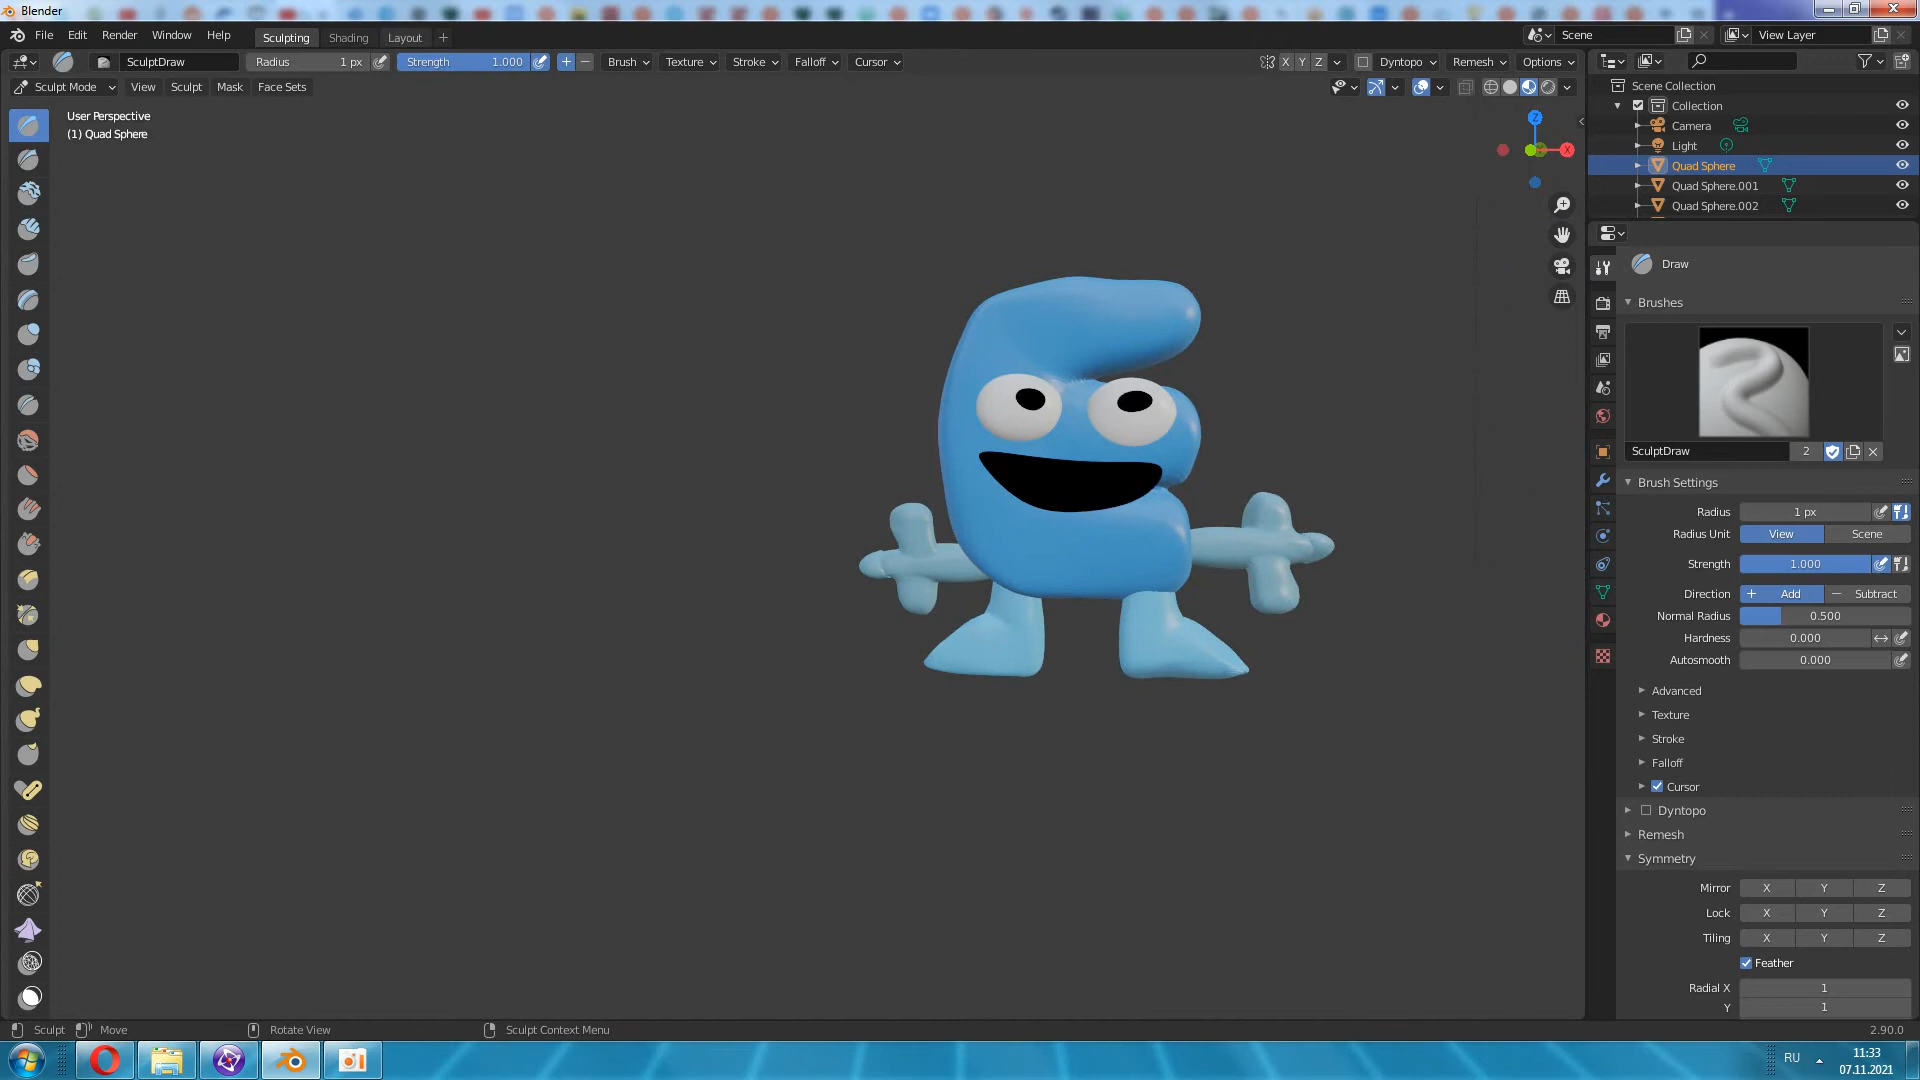 Blender
File Edit Render Window Help Sculpting Shading Layout + Scene View Layer
SculptDraw Radius 1 px Strength 1.000 + − Brush Texture Stroke Falloff Cursor X Y Z Dyntopo Remesh Options
Sculpt Mode View Sculpt Mask Face Sets
User Perspective
(1) Quad Sphere
Z
X
Scene Collection
Collection
Camera
Light
Quad Sphere
Quad Sphere.001
Quad Sphere.002
Draw
Brushes
SculptDraw 2
Brush Settings
Radius 1 px
Radius Unit View Scene
Strength 1.000
Direction + Add − Subtract
Normal Radius 0.500
Hardness 0.000
Autosmooth 0.000
Advanced
Texture
Stroke
Falloff
Cursor
Dyntopo
Remesh
Symmetry
Mirror X Y Z
Lock X Y Z
Tiling X Y Z
Feather
Radial X 1
Y 1
Sculpt Move Rotate View Sculpt Context Menu 2.90.0
RU 11:33
07.11.2021